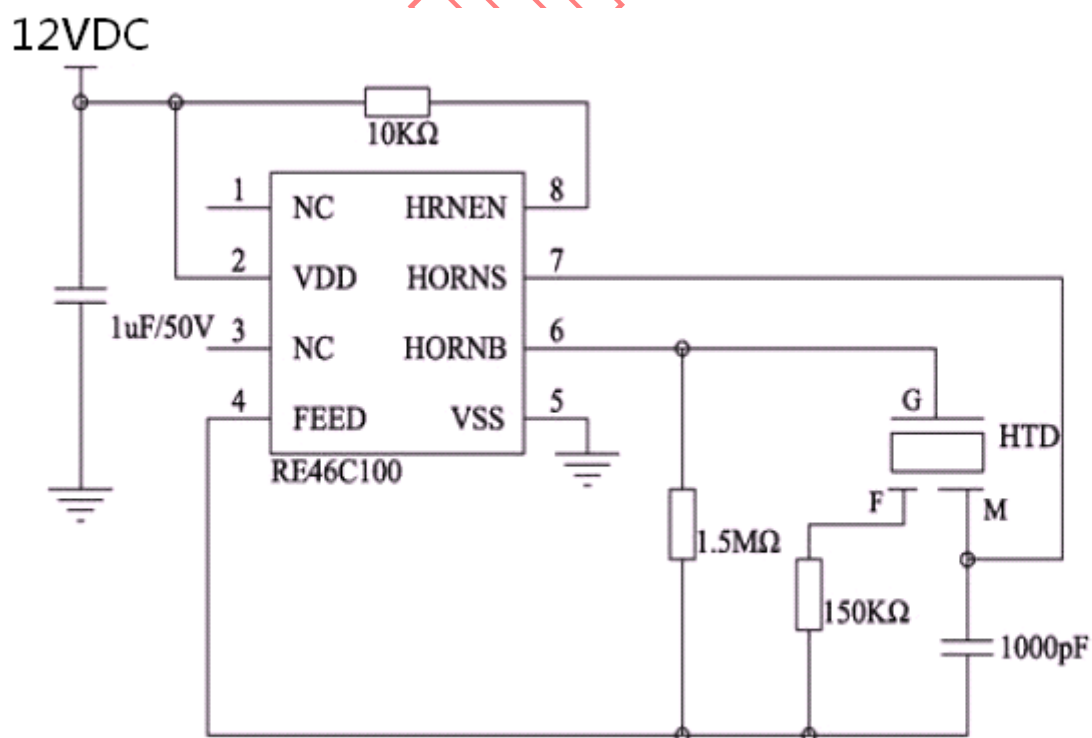 12VDC
10KΩ
1 NC HRNEN 8
2 VDD HORNS 7
1uF/50V
3 NC HORNB 6
4 FEED VSS 5
RE46C100
G
HTD
F
M
1.5MΩ
150KΩ
1000pF